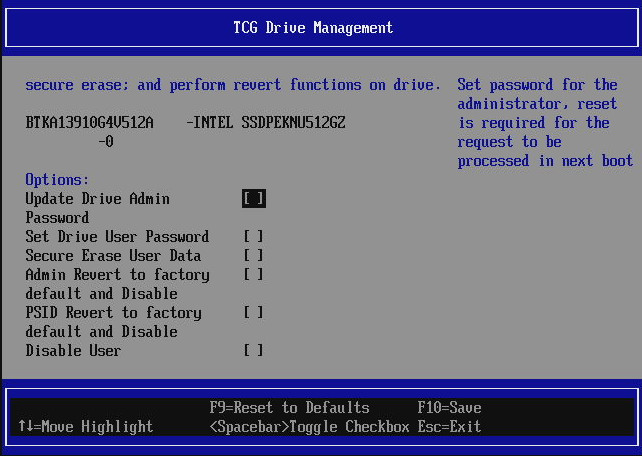 TCG Drive Management
secure erase; and perform revert functions on drive.
BTKA13910G4V512A    -INTEL SSDPEKNU512GZ
-0
Options:
Update Drive Admin [ ]
Password
Set Drive User Password [ ]
Secure Erase User Data [ ]
Admin Revert to factory [ ]
default and Disable
PSID Revert to factory [ ]
default and Disable
Disable User [ ]
Set password for the
administrator, reset
is required for the
request to be
processed in next boot
F9=Reset to Defaults F10=Save
↑↓=Move Highlight <Spacebar>Toggle Checkbox Esc=Exit